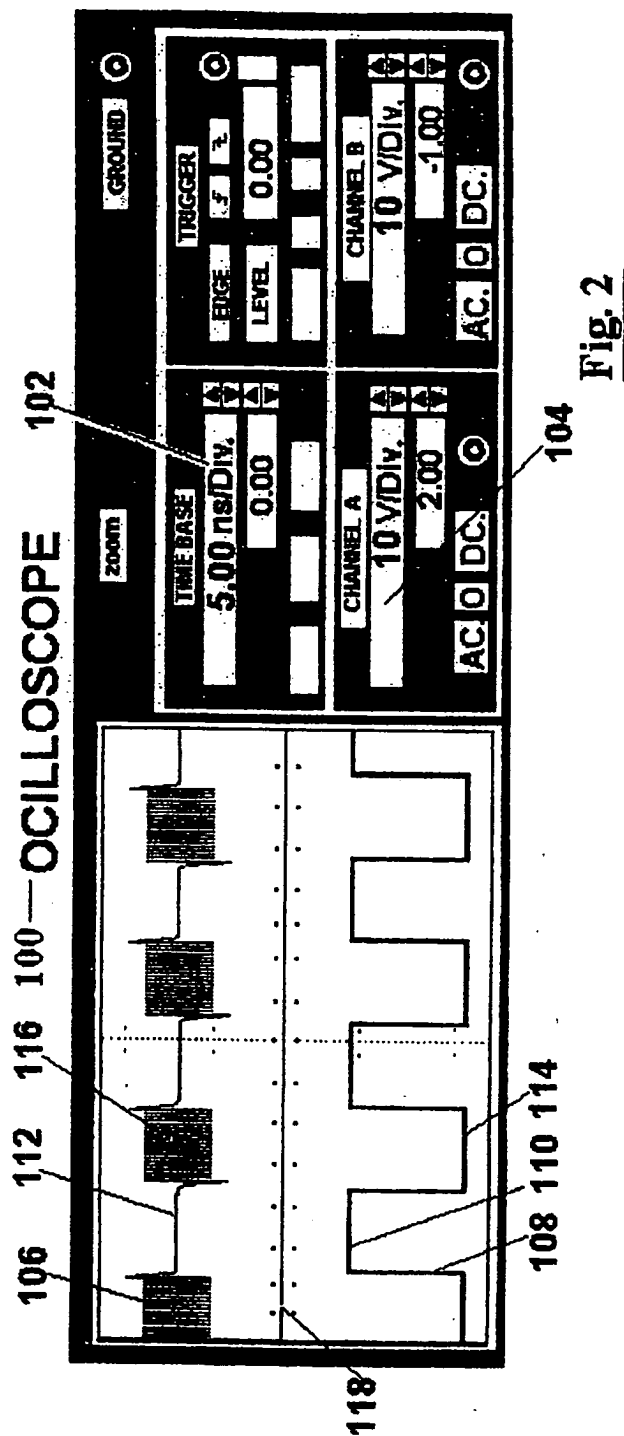 106
112
116
100
OCILLOSCOPE
102
zoom
GROUND
TIME BASE
5.00 ns/Div.
0.00
TRIGGER
EDGE
LEVEL
0.00
CHANNEL A
10 V/Div.
2.00
AC. O DC.
CHANNEL B
10 V/Div.
-1.00
AC. O DC.
118
108
110
114
104
Fig. 2